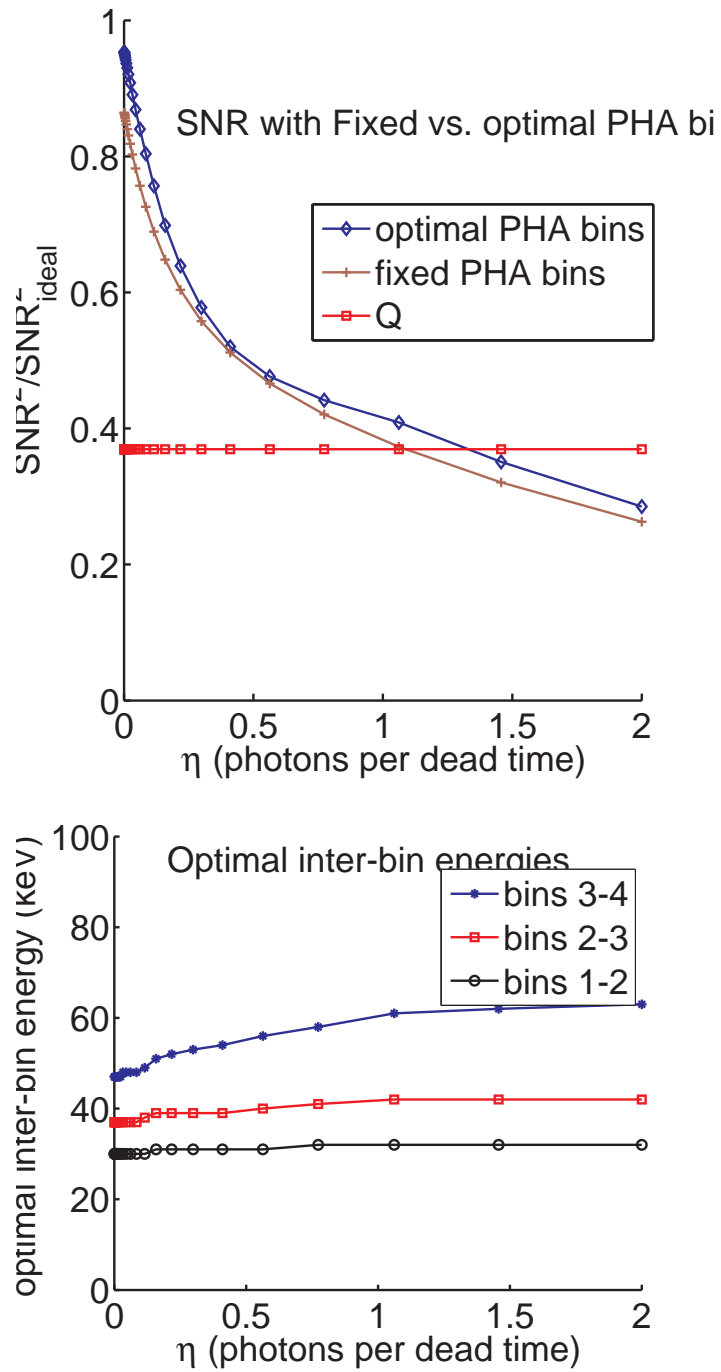 1
0.8
0.6
0.4
0.2
0
SNR with Fixed vs. optimal PHA bi
optimal PHA bins
fixed PHA bins
Q
SNR²/SNR²ideal
0 0.5 1 1.5 2
η (photons per dead time)
100
80
60
40
20
0
Optimal inter-bin energies
bins 3-4
bins 2-3
bins 1-2
optimal inter-bin energy (keV)
0 0.5 1 1.5 2
η (photons per dead time)